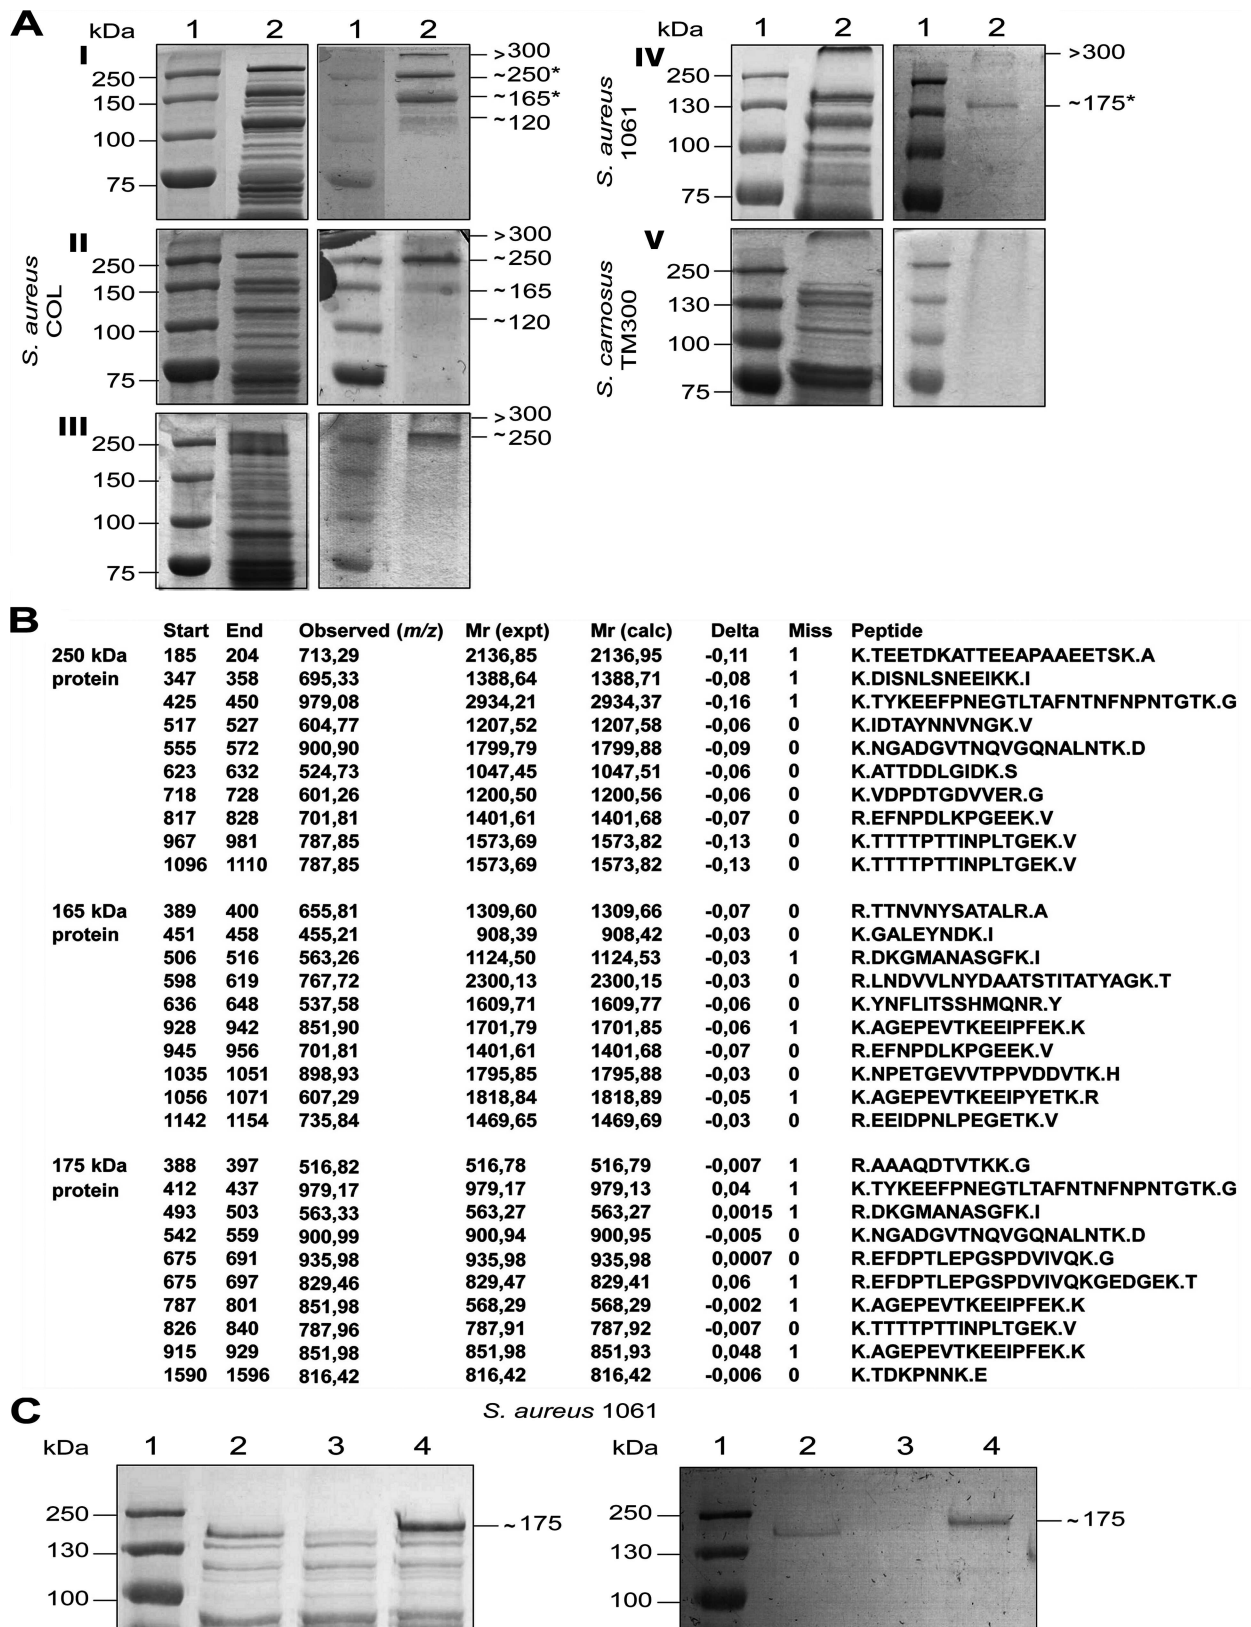 A
kDa 1 2 1 2
I
250
150
100
75
>300
~250*
~165*
~120
S. aureus
COL
II
250
150
100
75
>300
~250
~165
~120
III
250
150
100
75
>300
~250
kDa 1 2 1 2
IV
S. aureus
1061
250
130
100
75
>300
~175*
V
S. carnosus
TM300
250
130
100
75
B
Start End Observed (m/z) Mr (expt) Mr (calc) Delta Miss Peptide
250 kDa 185 204 713,29 2136,85 2136,95 -0,11 1 K.TEETDKATTEEAPAAEETSK.A
protein 347 358 695,33 1388,64 1388,71 -0,08 1 K.DISNLSNEEIKK.I
425 450 979,08 2934,21 2934,37 -0,16 1 K.TYKEEFPNEGTLTAFNTNFNPNTGTK.G
517 527 604,77 1207,52 1207,58 -0,06 0 K.IDTAYNNVNGK.V
555 572 900,90 1799,79 1799,88 -0,09 0 K.NGADGVTNQVGQNALNTK.D
623 632 524,73 1047,45 1047,51 -0,06 0 K.ATTDDLGIDK.S
718 728 601,26 1200,50 1200,56 -0,06 0 K.VDPDTGDVVER.G
817 828 701,81 1401,61 1401,68 -0,07 0 R.EFNPDLKPGEEK.V
967 981 787,85 1573,69 1573,82 -0,13 0 K.TTTTPTTINPLTGEK.V
1096 1110 787,85 1573,69 1573,82 -0,13 0 K.TTTTPTTINPLTGEK.V
165 kDa 389 400 655,81 1309,60 1309,66 -0,07 0 R.TTNVNYSATALR.A
protein 451 458 455,21 908,39 908,42 -0,03 0 K.GALEYNDK.I
506 516 563,26 1124,50 1124,53 -0,03 1 R.DKGMANASGFK.I
598 619 767,72 2300,13 2300,15 -0,03 0 R.LNDVVLNYDAATSTITATYAGK.T
636 648 537,58 1609,71 1609,77 -0,06 0 K.YNFLITSSHMQNR.Y
928 942 851,90 1701,79 1701,85 -0,06 1 K.AGEPEVTKEEIPFEK.K
945 956 701,81 1401,61 1401,68 -0,07 0 R.EFNPDLKPGEEK.V
1035 1051 898,93 1795,85 1795,88 -0,03 0 K.NPETGEVVTPPVDDVTK.H
1056 1071 607,29 1818,84 1818,89 -0,05 1 K.AGEPEVTKEEIPYETK.R
1142 1154 735,84 1469,65 1469,69 -0,03 0 R.EEIDPNLPEGETK.V
175 kDa 388 397 516,82 516,78 516,79 -0,007 1 R.AAAQDTVTKK.G
protein 412 437 979,17 979,17 979,13 0,04 1 K.TYKEEFPNEGTLTAFNTNFNPNTGTK.G
493 503 563,33 563,27 563,27 0,0015 1 R.DKGMANASGFK.I
542 559 900,99 900,94 900,95 -0,005 0 K.NGADGVTNQVGQNALNTK.D
675 691 935,98 935,98 935,98 0,0007 0 R.EFDPTLEPGSPDVIVQK.G
675 697 829,46 829,47 829,41 0,06 1 R.EFDPTLEPGSPDVIVQKGEDGEK.T
787 801 851,98 568,29 568,29 -0,002 1 K.AGEPEVTKEEIPFEK.K
826 840 787,96 787,91 787,92 -0,007 0 K.TTTTPTTINPLTGEK.V
915 929 851,98 851,98 851,93 0,048 1 K.AGEPEVTKEEIPFEK.K
1590 1596 816,42 816,42 816,42 -0,006 0 K.TDKPNNK.E
C
S. aureus 1061
kDa 1 2 3 4
250
130
100
~175
kDa 1 2 3 4
250
130
100
~175